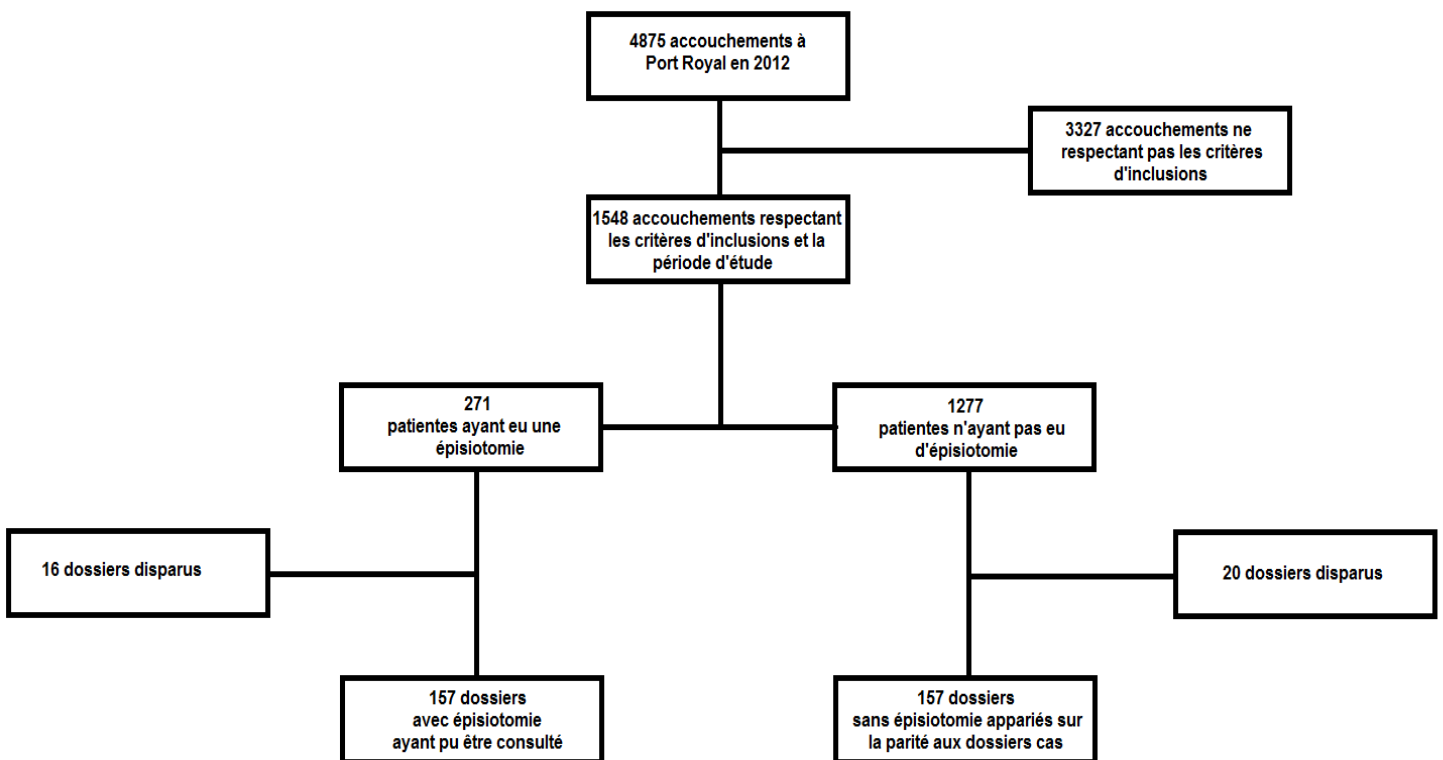 4875 accouchements à
Port Royal en 2012
3327 accouchements ne
respectant pas les critères
d'inclusions
1548 accouchements respectant
les critères d'inclusions et la
période d'étude
271
patientes ayant eu une
épisiotomie
1277
patientes n'ayant pas eu
d'épisiotomie
16 dossiers disparus
20 dossiers disparus
157 dossiers
avec épisiotomie
ayant pu être consulté
157 dossiers
sans épisiotomie appariés sur
la parité aux dossiers cas